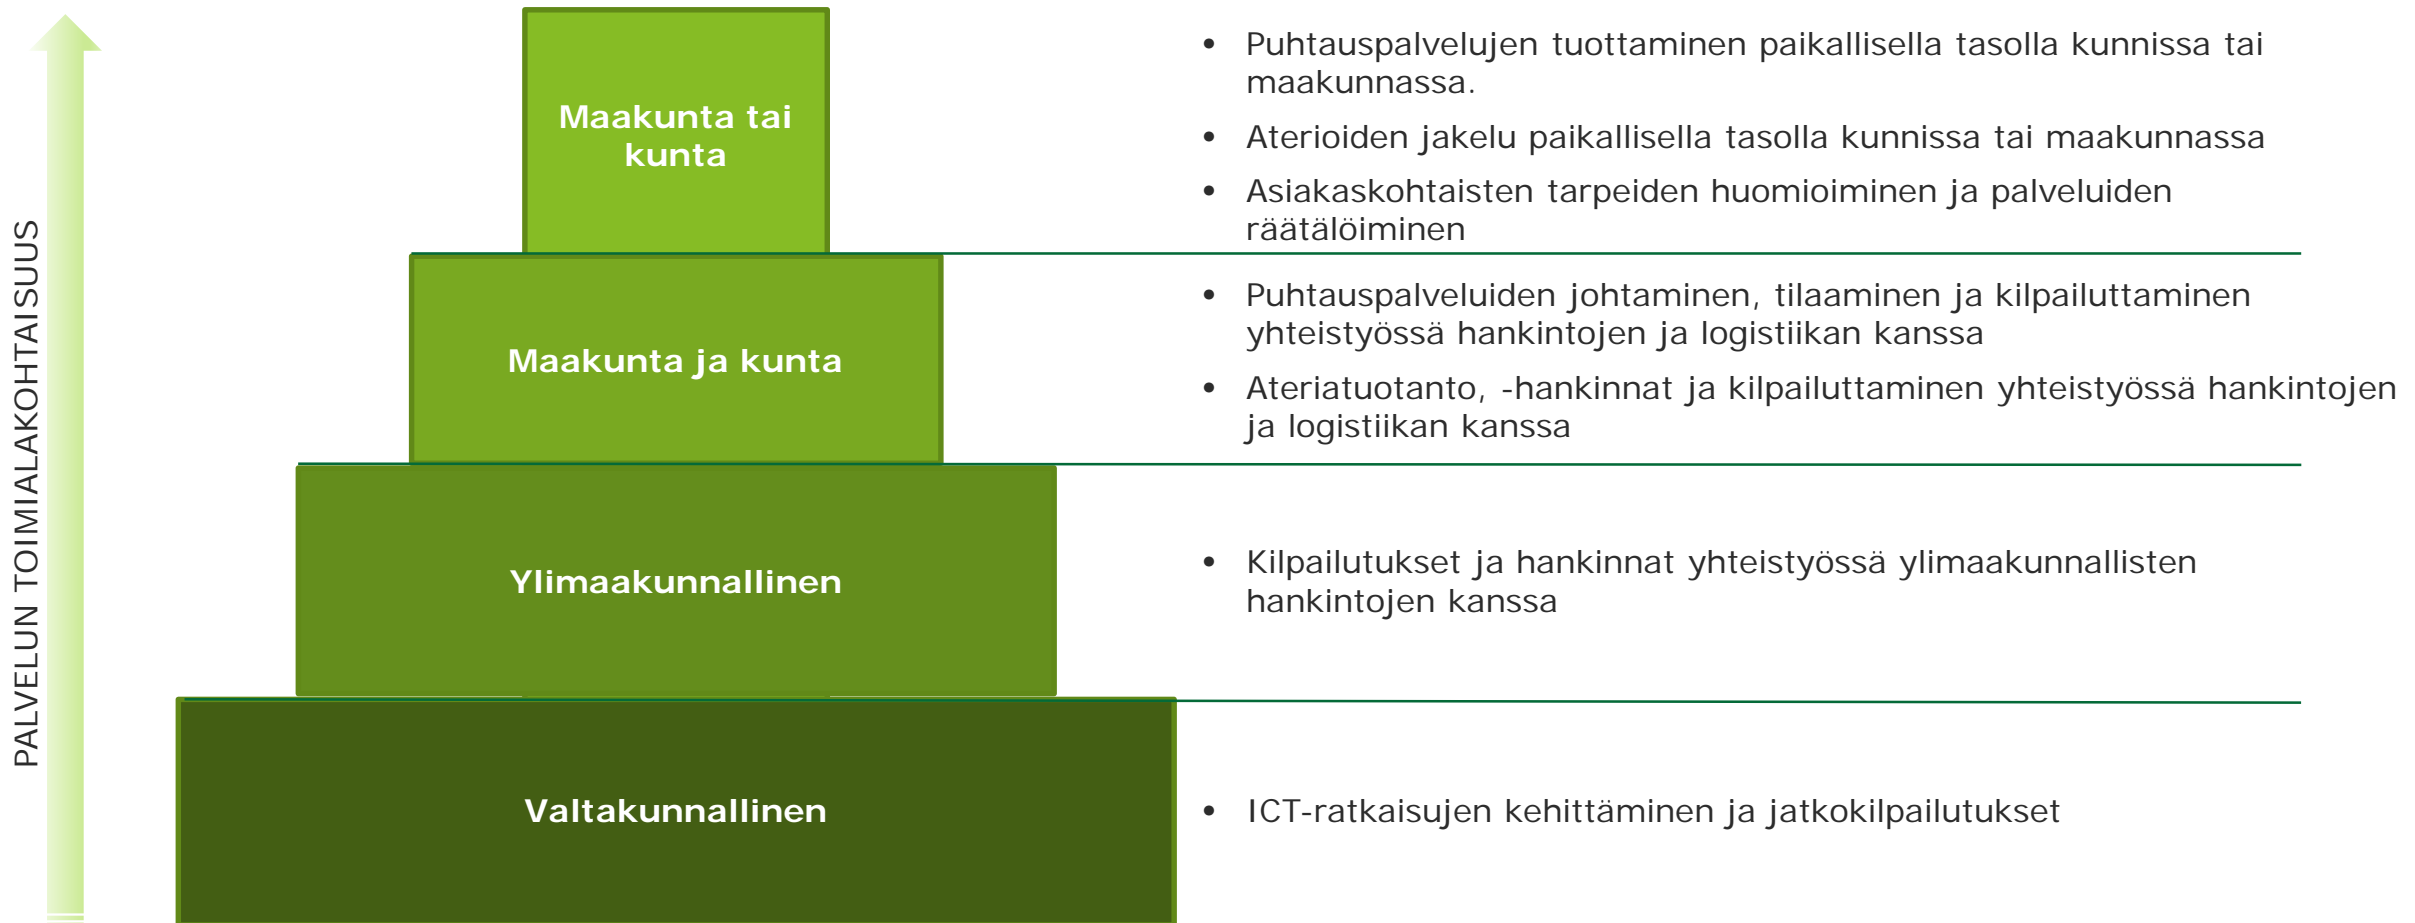 PALVELUN TOIMIALAKOHTAISUUS
Maakunta tai
kunta
• Puhtauspalvelujen tuottaminen paikallisella tasolla kunnissa tai
maakunnassa.
• Aterioiden jakelu paikallisella tasolla kunnissa tai maakunnassa
• Asiakaskohtaisten tarpeiden huomioiminen ja palveluiden
räätälöiminen
Maakunta ja kunta
• Puhtauspalveluiden johtaminen, tilaaminen ja kilpailuttaminen
yhteistyössä hankintojen ja logistiikan kanssa
• Ateriatuotanto, -hankinnat ja kilpailuttaminen yhteistyössä hankintojen
ja logistiikan kanssa
Ylimaakunnallinen
• Kilpailutukset ja hankinnat yhteistyössä ylimaakunnallisten
hankintojen kanssa
Valtakunnallinen
• ICT-ratkaisujen kehittäminen ja jatkokilpailutukset